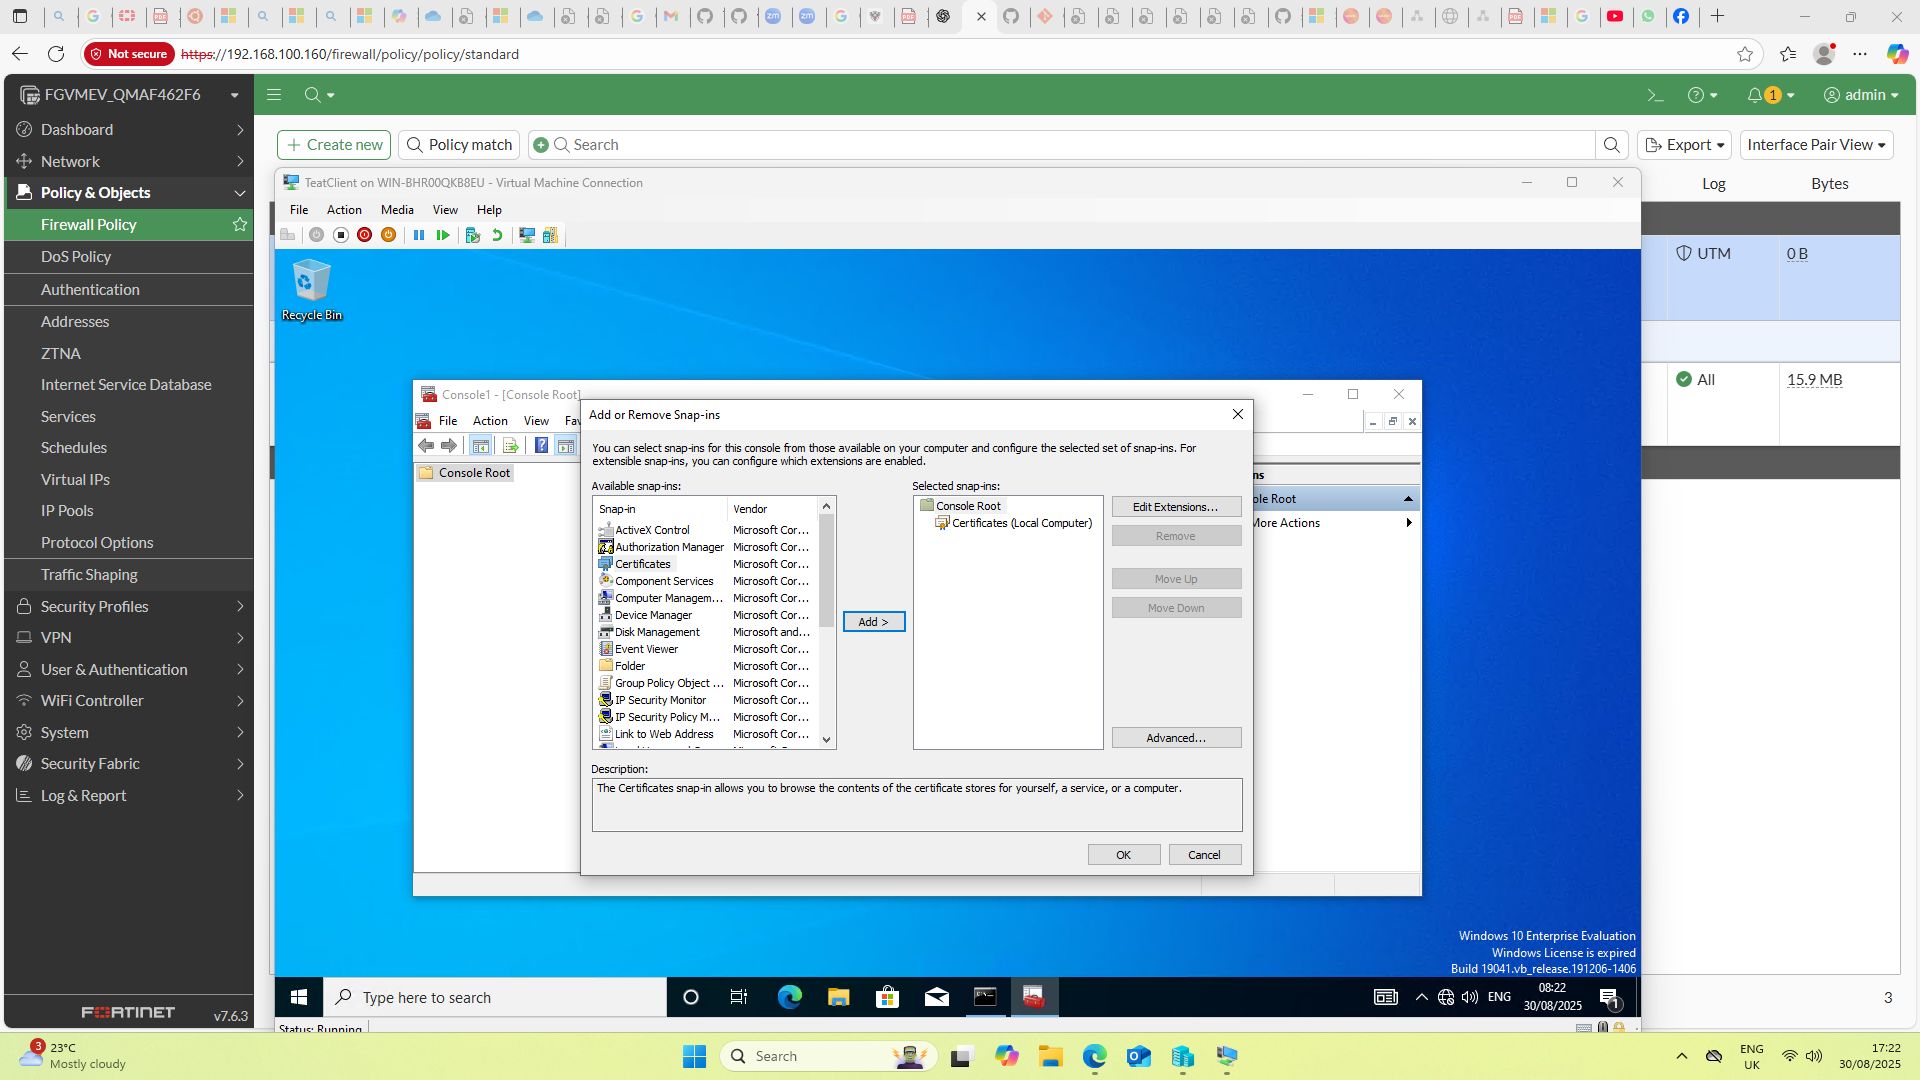 Not secure
https://192.168.100.160/firewall/policy/policy/standard
FGVMEV_QMAF462F6
1
admin
Dashboard
Network
Policy & Objects
Firewall Policy
DoS Policy
Authentication
Addresses
ZTNA
Internet Service Database
Services
Schedules
Virtual IPs
IP Pools
Protocol Options
Traffic Shaping
Security Profiles
VPN
User & Authentication
WiFi Controller
System
Security Fabric
Log & Report
FORTINET
v7.6.3
Create new
Policy match
Search
Export
Interface Pair View
Log
Bytes
UTM
0 B
All
15.9 MB
3
TeatClient on WIN-BHR00QKB8EU - Virtual Machine Connection
File Action Media View Help
Recycle Bin
Console1 - [Console Root]
File Action View Fav
Console Root
Add or Remove Snap-ins
You can select snap-ins for this console from those available on your computer and configure the selected set of snap-ins. For
extensible snap-ins, you can configure which extensions are enabled.
Available snap-ins:
Snap-in Vendor
ActiveX Control Microsoft Cor...
Authorization Manager Microsoft Cor...
Certificates Microsoft Cor...
Component Services Microsoft Cor...
Computer Managem... Microsoft Cor...
Device Manager Microsoft Cor...
Disk Management Microsoft and...
Event Viewer Microsoft Cor...
Folder Microsoft Cor...
Group Policy Object ... Microsoft Cor...
IP Security Monitor Microsoft Cor...
IP Security Policy M... Microsoft Cor...
Link to Web Address Microsoft Cor...
Add >
Selected snap-ins:
Console Root
Certificates (Local Computer)
Edit Extensions...
Remove
Move Up
Move Down
Advanced...
Description:
The Certificates snap-in allows you to browse the contents of the certificate stores for yourself, a service, or a computer.
OK
Cancel
ns
ole Root
More Actions
Windows 10 Enterprise Evaluation
Windows License is expired
Build 19041.vb_release.191206-1406
Type here to search
ENG
08:22
30/08/2025
1
Status: Running
3
23°C
Mostly cloudy
Search
ENG
UK
17:22
30/08/2025